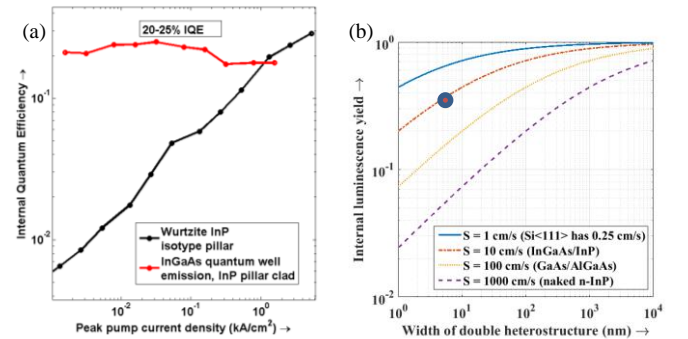 (a)
20-25% IQE
Internal Quantum Efficiency →
10⁻¹
10⁻²
Wurtzite InP
isotype pillar
InGaAs quantum well
emission, InP pillar clad
10⁻² 10⁻¹ 10⁰
Peak pump current density (kA/cm²) →
(b)
Internal luminescence yield →
10⁰
10⁻¹
10⁻²
S = 1 cm/s (Si<111> has 0.25 cm/s)
S = 10 cm/s (InGaAs/InP)
S = 100 cm/s (GaAs/AlGaAs)
S = 1000 cm/s (naked n-InP)
10⁰ 10¹ 10² 10³ 10⁴
Width of double heterostructure (nm) →